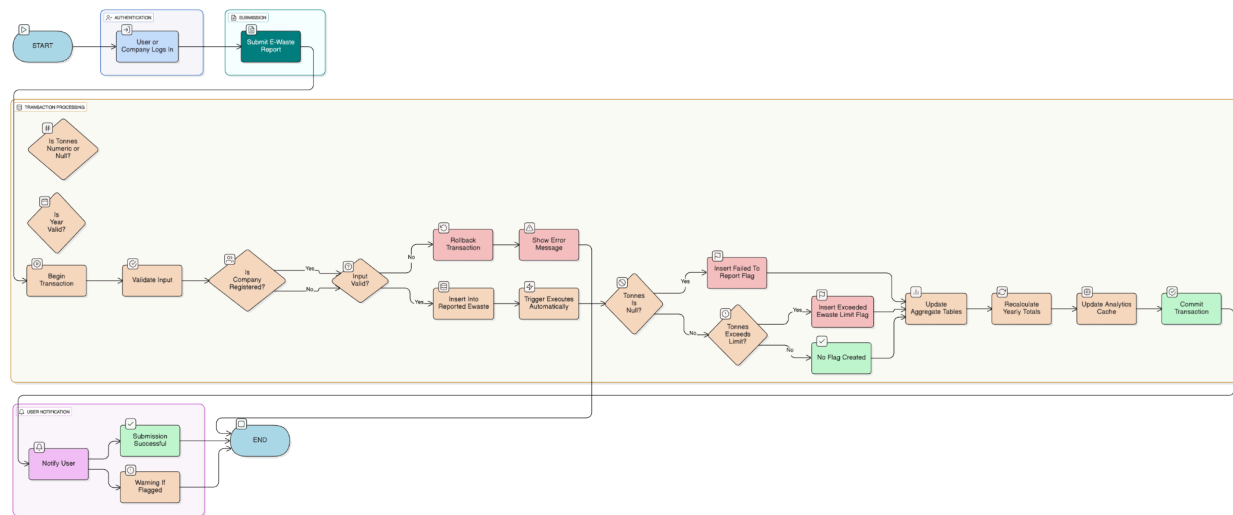 AUTHENTICATION
SUBMISSION
START
User or
Company Logs In
Submit E-Waste
Report
TRANSACTION PROCESSING
Is Tonnes
Numeric or
Null?
Is
Year
Valid?
Begin
Transaction
Validate Input
Is
Company
Registered?
Yes
No
Input
Valid?
No
Yes
Rollback
Transaction
Show Error
Message
Insert Into
Reported Ewaste
Trigger Executes
Automatically
Tonnes
Is
Null?
Yes
No
Insert Failed To
Report Flag
Tonnes
Exceeds
Limit?
Yes
No
Insert Exceeded
Ewaste Limit Flag
No Flag Created
Update
Aggregate Tables
Recalculate
Yearly Totals
Update Analytics
Cache
Commit
Transaction
USER NOTIFICATION
Notify User
Submission
Successful
Warning If
Flagged
END